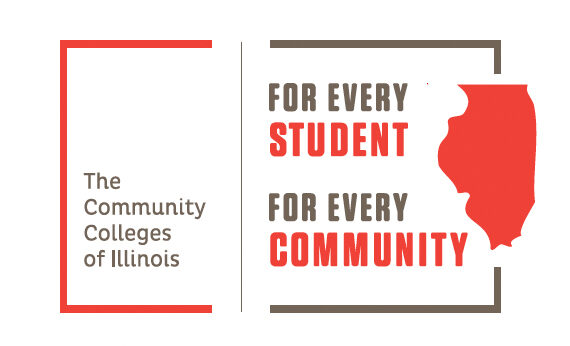 The
Community
Colleges
of Illinois
FOR EVERY
STUDENT
FOR EVERY
COMMUNITY